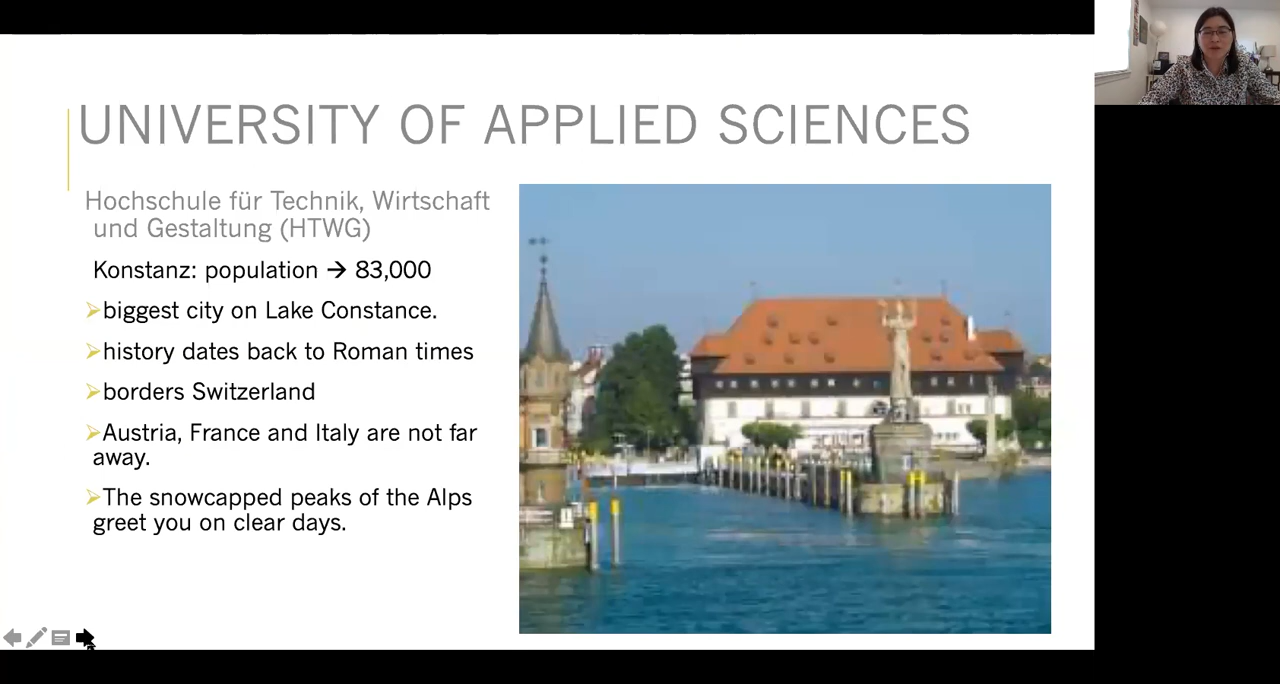 UNIVERSITY OF APPLIED SCIENCES
Hochschule für Technik, Wirtschaft
und Gestaltung (HTWG)
Konstanz: population → 83,000
➢biggest city on Lake Constance.
➢history dates back to Roman times
➢borders Switzerland
➢Austria, France and Italy are not far
away.
➢The snowcapped peaks of the Alps
greet you on clear days.